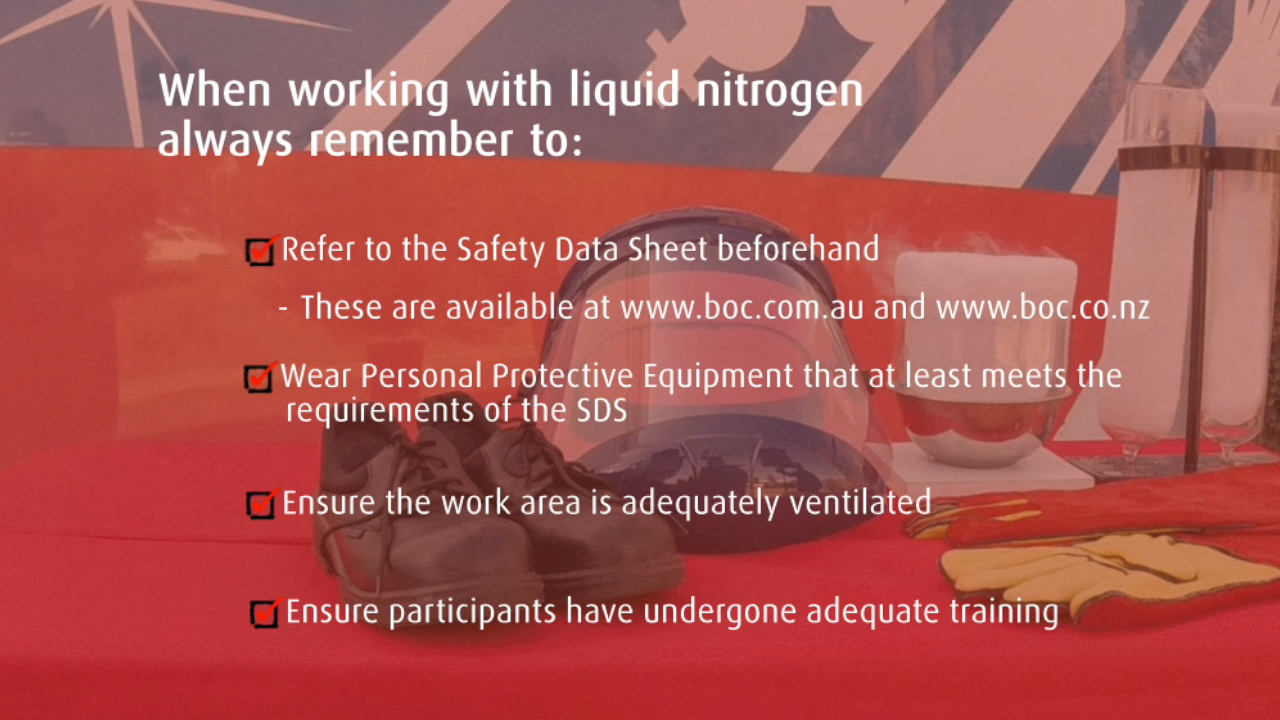 When working with liquid nitrogen
always remember to:
Refer to the Safety Data Sheet beforehand
- These are available at www.boc.com.au and www.boc.co.nz
Wear Personal Protective Equipment that at least meets the
requirements of the SDS
Ensure the work area is adequately ventilated
Ensure participants have undergone adequate training